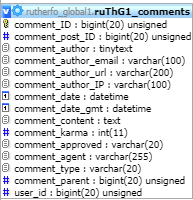 rutherfo_global1.ruThG1_comments
comment_ID : bigint(20) unsigned
comment_post_ID : bigint(20) unsigned
comment_author : tinytext
comment_author_email : varchar(100)
comment_author_url : varchar(200)
comment_author_IP : varchar(100)
comment_date : datetime
comment_date_gmt : datetime
comment_content : text
comment_karma : int(11)
comment_approved : varchar(20)
comment_agent : varchar(255)
comment_type : varchar(20)
comment_parent : bigint(20) unsigned
user_id : bigint(20) unsigned